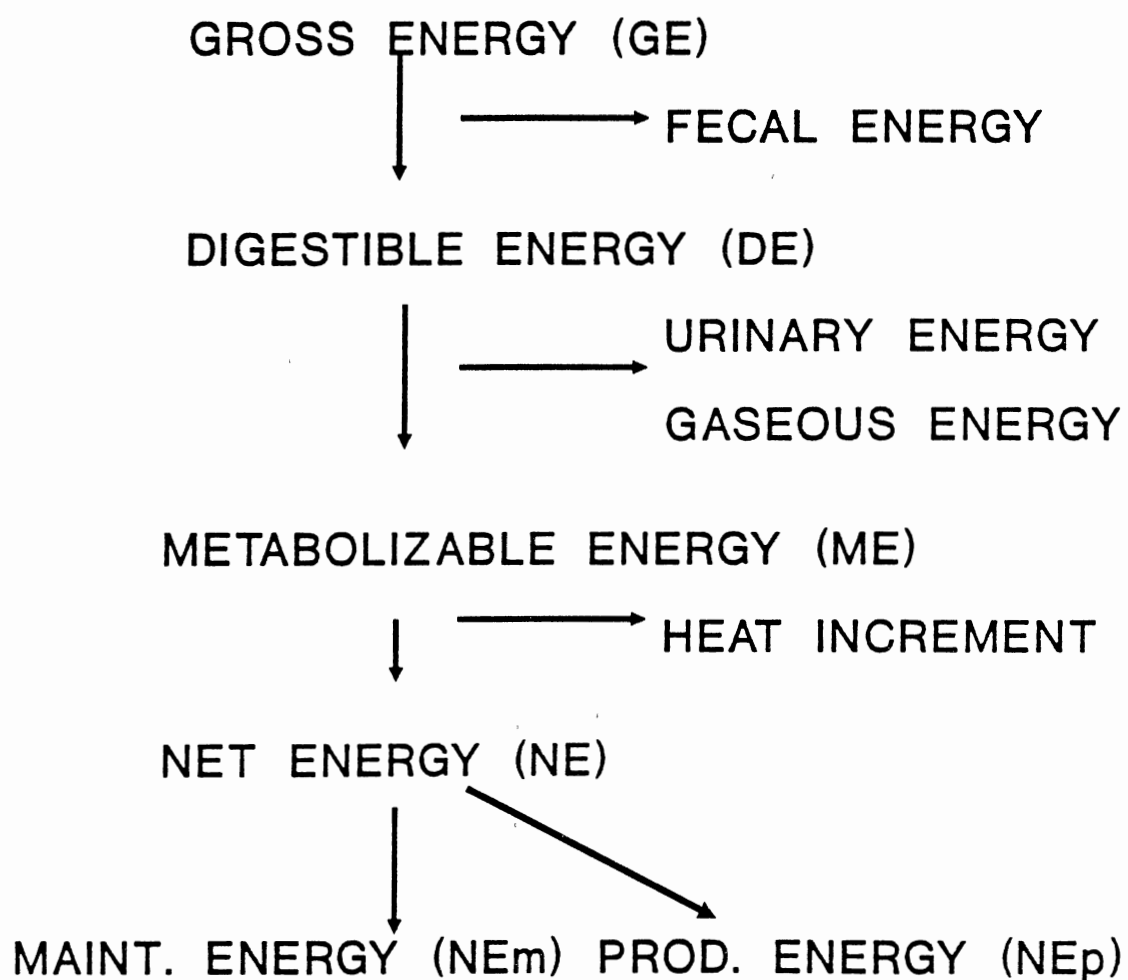 GROSS ENERGY (GE)
FECAL ENERGY
DIGESTIBLE ENERGY (DE)
URINARY ENERGY
GASEOUS ENERGY
METABOLIZABLE ENERGY (ME)
HEAT INCREMENT
NET ENERGY (NE)
MAINT. ENERGY (NEm) PROD. ENERGY (NEp)